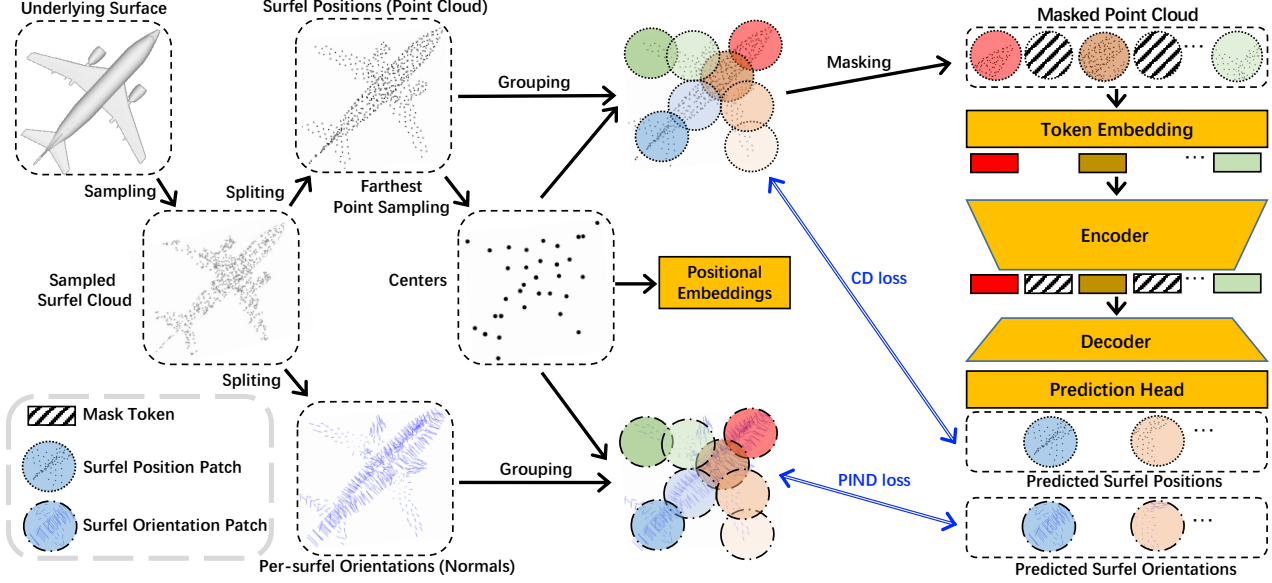 Underlying Surface
Surfel Positions (Point Cloud)
Masked Point Cloud
Grouping
Masking
Token Embedding
Sampling
Spliting
Farthest
Point Sampling
Encoder
Sampled
Surfel Cloud
Centers
Positional
Embeddings
CD loss
Decoder
Spliting
Prediction Head
Mask Token
Surfel Position Patch
Surfel Orientation Patch
Grouping
PIND loss
Predicted Surfel Positions
Per-surfel Orientations (Normals)
Predicted Surfel Orientations